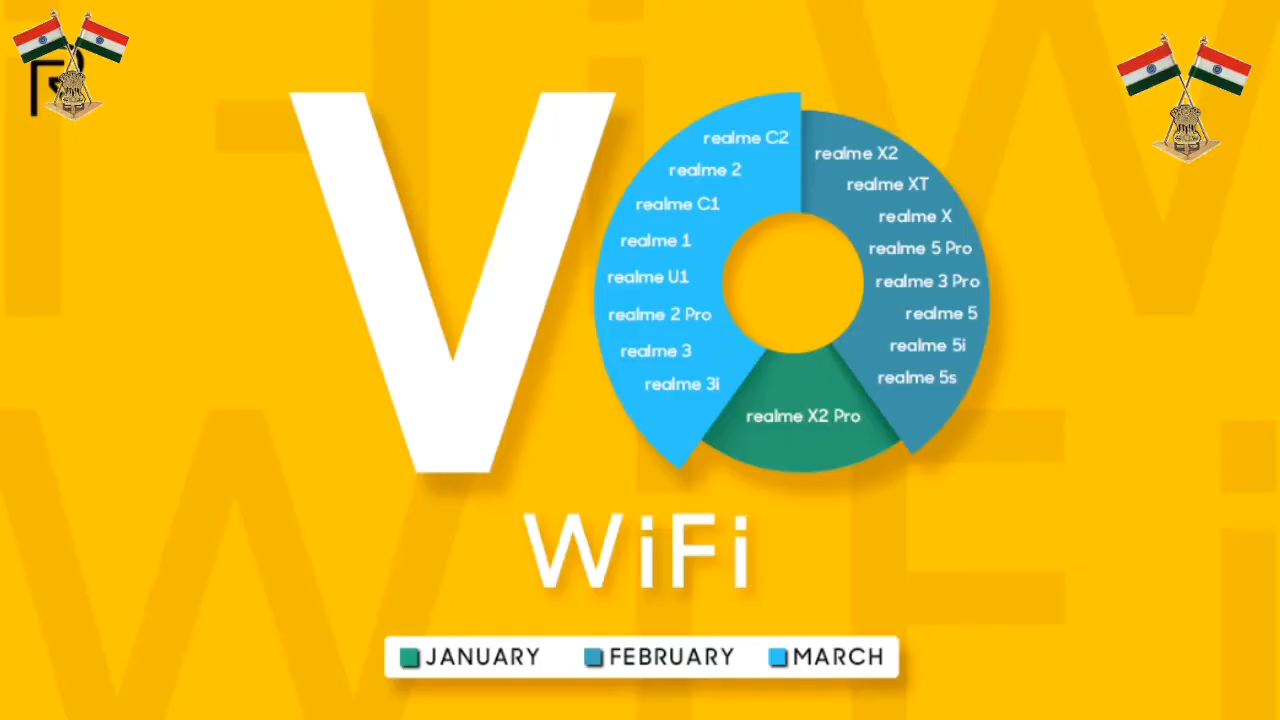 V
realme C2
realme 2
realme C1
realme 1
realme U1
realme 2 Pro
realme 3
realme 3i
realme X2
realme XT
realme X
realme 5 Pro
realme 3 Pro
realme 5
realme 5i
realme 5s
realme X2 Pro
WiFi
JANUARY FEBRUARY MARCH